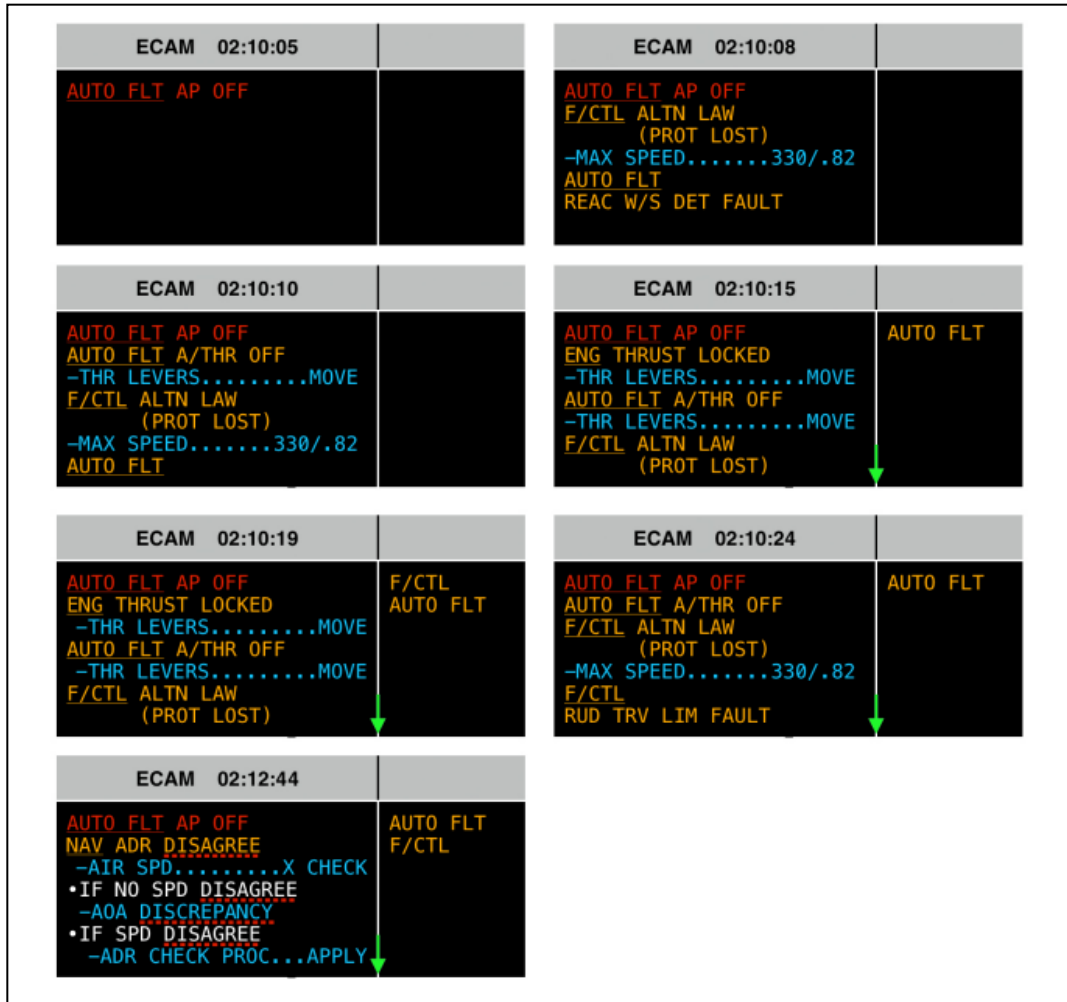 ECAM 02:10:05
AUTO FLT AP OFF
ECAM 02:10:08
AUTO FLT AP OFF
F/CTL ALTN LAW
(PROT LOST)
-MAX SPEED.......330/.82
AUTO FLT
REAC W/S DET FAULT
ECAM 02:10:10
AUTO FLT AP OFF
AUTO FLT A/THR OFF
-THR LEVERS.........MOVE
F/CTL ALTN LAW
(PROT LOST)
-MAX SPEED.......330/.82
AUTO FLT
ECAM 02:10:15
AUTO FLT AP OFF
ENG THRUST LOCKED
-THR LEVERS.........MOVE
AUTO FLT A/THR OFF
-THR LEVERS.........MOVE
F/CTL ALTN LAW
(PROT LOST)
AUTO FLT
ECAM 02:10:19
AUTO FLT AP OFF
ENG THRUST LOCKED
-THR LEVERS.........MOVE
AUTO FLT A/THR OFF
-THR LEVERS.........MOVE
F/CTL ALTN LAW
(PROT LOST)
F/CTL
AUTO FLT
ECAM 02:10:24
AUTO FLT AP OFF
AUTO FLT A/THR OFF
F/CTL ALTN LAW
(PROT LOST)
-MAX SPEED.......330/.82
F/CTL
RUD TRV LIM FAULT
AUTO FLT
ECAM 02:12:44
AUTO FLT AP OFF
NAV ADR DISAGREE
-AIR SPD.........X CHECK
•IF NO SPD DISAGREE
-AOA DISCREPANCY
•IF SPD DISAGREE
-ADR CHECK PROC...APPLY
AUTO FLT
F/CTL